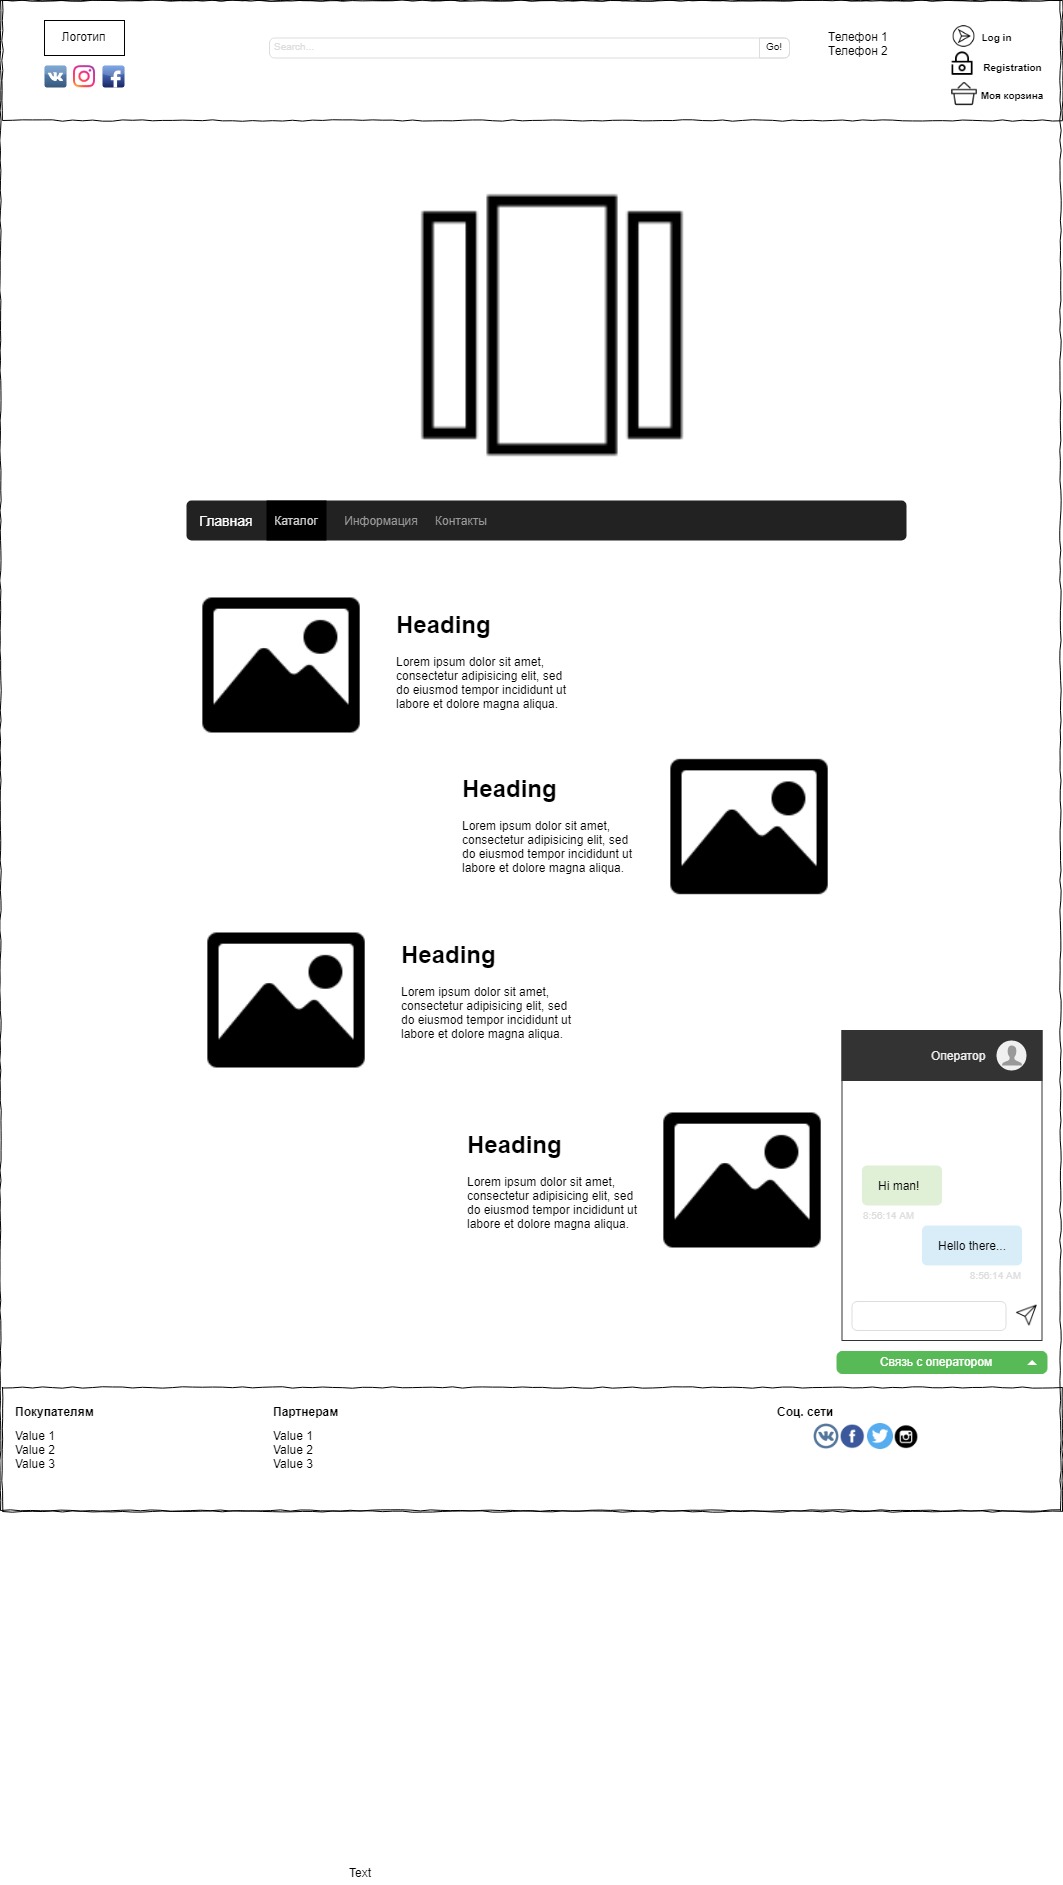 Логотип
Search...
Go!
Телефон 1
Телефон 2
Log in
Registration
Моя корзина
Главная
Каталог
Информация
Контакты
Heading
Lorem ipsum dolor sit amet,
consectetur adipisicing elit, sed
do eiusmod tempor incididunt ut
labore et dolore magna aliqua.
Heading
Lorem ipsum dolor sit amet,
consectetur adipisicing elit, sed
do eiusmod tempor incididunt ut
labore et dolore magna aliqua.
Heading
Lorem ipsum dolor sit amet,
consectetur adipisicing elit, sed
do eiusmod tempor incididunt ut
labore et dolore magna aliqua.
Heading
Lorem ipsum dolor sit amet,
consectetur adipisicing elit, sed
do eiusmod tempor incididunt ut
labore et dolore magna aliqua.
Оператор
Hi man!
8:56:14 AM
Hello there...
8:56:14 AM
Связь с оператором
Покупателям
Value 1
Value 2
Value 3
Партнерам
Value 1
Value 2
Value 3
Соц. сети
Text